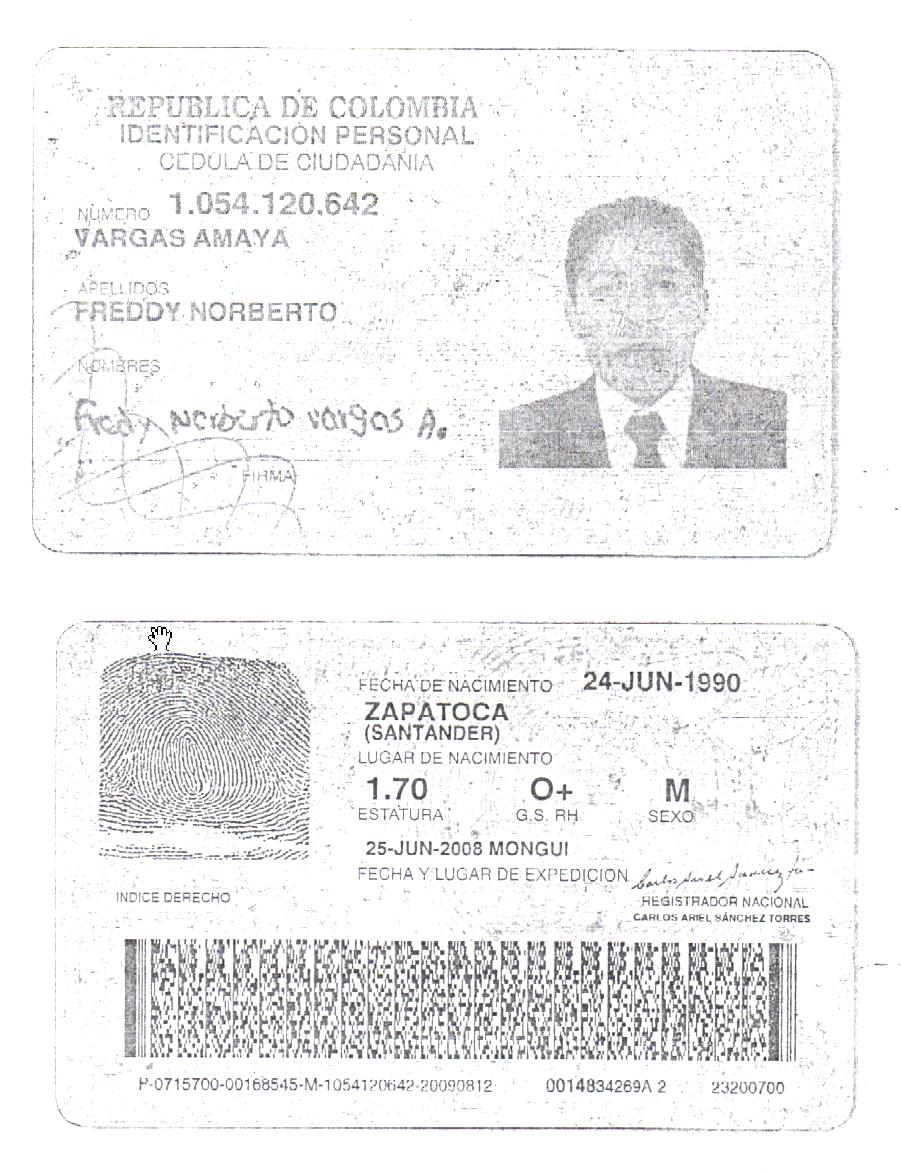 REPUBLICA DE COLOMBIA
IDENTIFICACIÓN PERSONAL
CEDULA DE CIUDADANIA
NUMERO 1.054.120.642
VARGAS AMAYA
APELLIDOS
FREDDY NORBERTO
NOMBRES
Fredy Norberto vargas A.
FIRMA
FECHA DE NACIMIENTO 24-JUN-1990
ZAPATOCA
(SANTANDER)
LUGAR DE NACIMIENTO
1.70 O+ M
ESTATURA G.S. RH SEXO
25-JUN-2008 MONGUI
FECHA Y LUGAR DE EXPEDICION
INDICE DERECHO
REGISTRADOR NACIONAL
CARLOS ARIEL SÁNCHEZ TORRES
P-0715700-00168545-M-1054120642-20090812 0014834269A 2 23200700